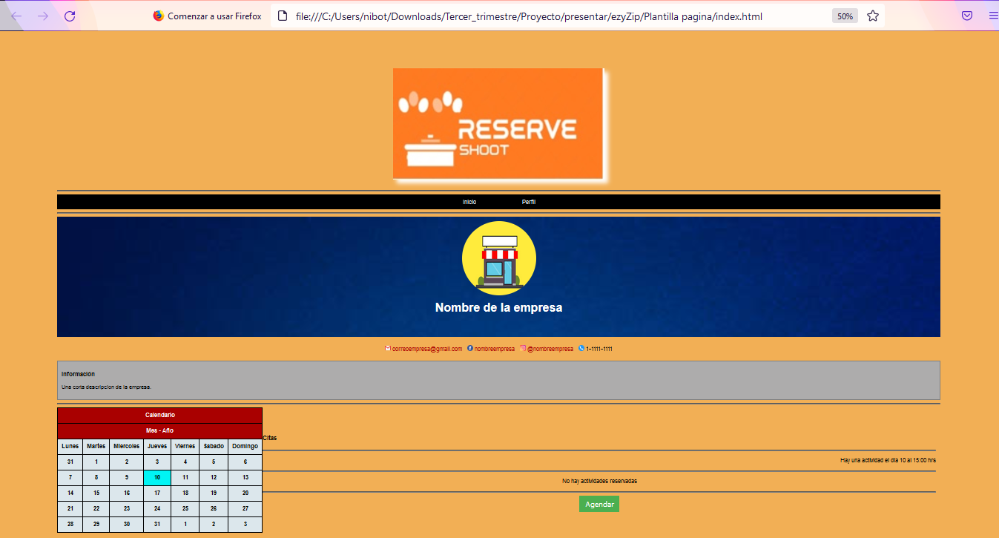 Comenzar a usar Firefox
file:///C:/Users/nibot/Downloads/Tercer_trimestre/Proyecto/presentar/ezyZip/Plantilla pagina/index.html
50%
RESERVE
SHOOT
Inicio Perfil
Nombre de la empresa
correoempresa@gmail.com nombreempresa @nombreempresa 1-1111-1111
Información
Una corta descripcion de la empresa.
Calendario
Mes - Año
Lunes Martes Miercoles Jueves Viernes Sabado Domingo
31 1 2 3 4 5 6
7 8 9 10 11 12 13
14 15 16 17 18 19 20
21 22 23 24 25 26 27
28 29 30 31 1 2 3
Citas
Hay una actividad el dia 10 al 15:00 hrs
No hay actividades reservadas
Agendar